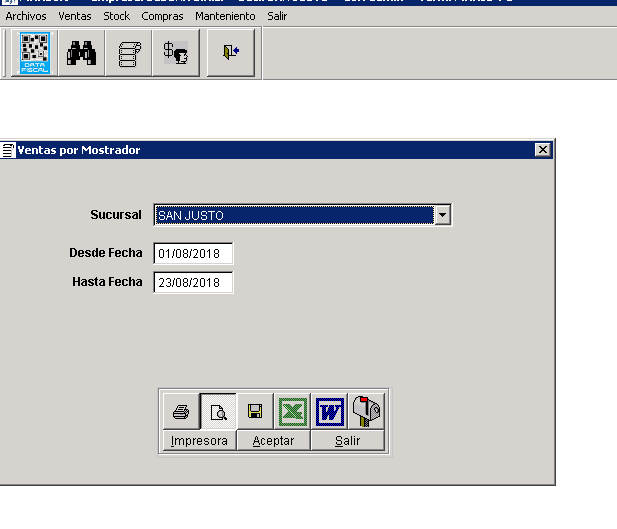 Archivos Ventas Stock Compras Mantenimiento Salir
DATA
FISCAL
Ventas por Mostrador
Sucursal SAN JUSTO
Desde Fecha 01/08/2018
Hasta Fecha 23/08/2018
Impresora Aceptar Salir